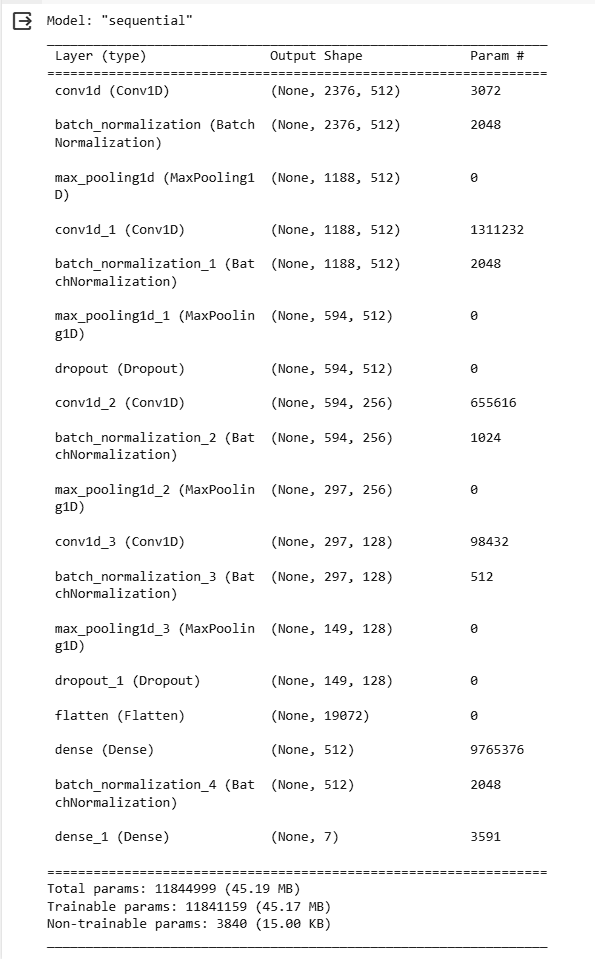 Model: "sequential"
_________________________________________________________________
Layer (type) Output Shape Param #
=================================================================
conv1d (Conv1D) (None, 2376, 512) 3072
batch_normalization (Batch (None, 2376, 512) 2048
Normalization)
max_pooling1d (MaxPooling1 (None, 1188, 512) 0
D)
conv1d_1 (Conv1D) (None, 1188, 512) 1311232
batch_normalization_1 (Bat (None, 1188, 512) 2048
chNormalization)
max_pooling1d_1 (MaxPoolin (None, 594, 512) 0
g1D)
dropout (Dropout) (None, 594, 512) 0
conv1d_2 (Conv1D) (None, 594, 256) 655616
batch_normalization_2 (Bat (None, 594, 256) 1024
chNormalization)
max_pooling1d_2 (MaxPoolin (None, 297, 256) 0
g1D)
conv1d_3 (Conv1D) (None, 297, 128) 98432
batch_normalization_3 (Bat (None, 297, 128) 512
chNormalization)
max_pooling1d_3 (MaxPoolin (None, 149, 128) 0
g1D)
dropout_1 (Dropout) (None, 149, 128) 0
flatten (Flatten) (None, 19072) 0
dense (Dense) (None, 512) 9765376
batch_normalization_4 (Bat (None, 512) 2048
chNormalization)
dense_1 (Dense) (None, 7) 3591
=================================================================
Total params: 11844999 (45.19 MB)
Trainable params: 11841159 (45.17 MB)
Non-trainable params: 3840 (15.00 KB)
_________________________________________________________________